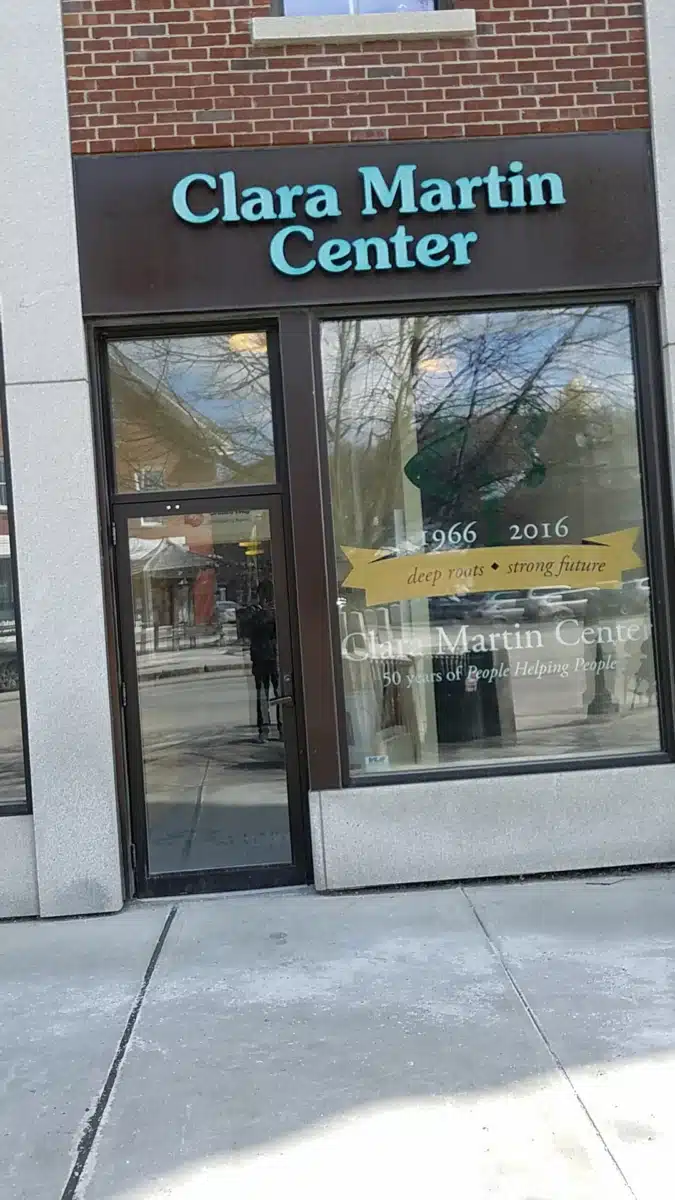 Clara Martin
Center
1966 2016
deep roots ◆ strong future
Clara Martin Center
50 years of People Helping People